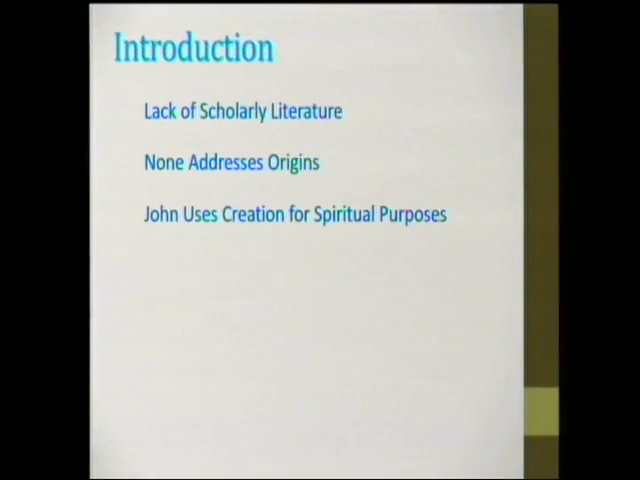 Introduction
Lack of Scholarly Literature
None Addresses Origins
John Uses Creation for Spiritual Purposes